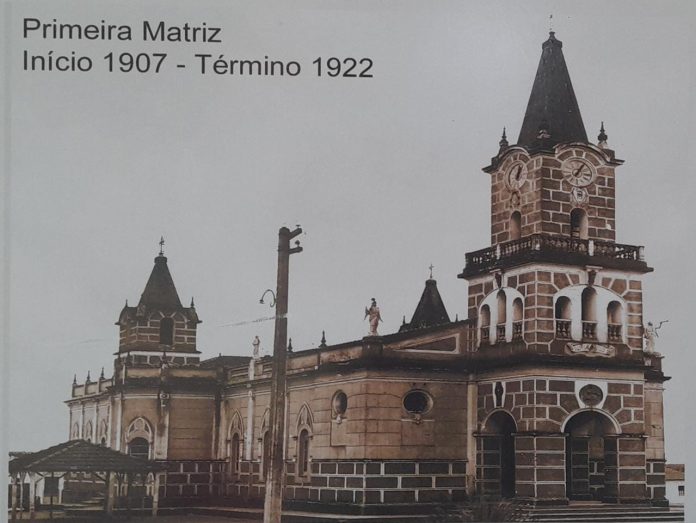 Primeira Matriz
Início 1907 - Término 1922